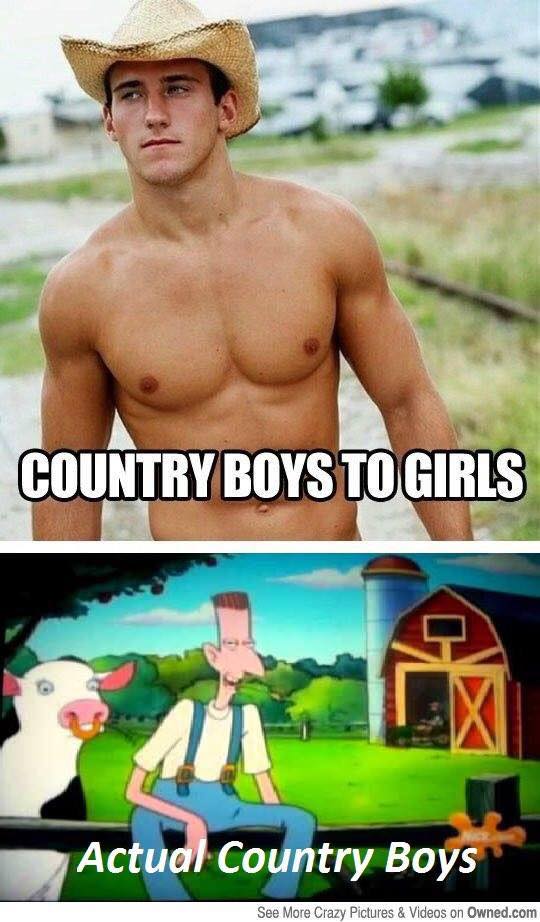 COUNTRY BOYS TO GIRLS
Actual Country Boys
See More Crazy Pictures & Videos on Owned.com